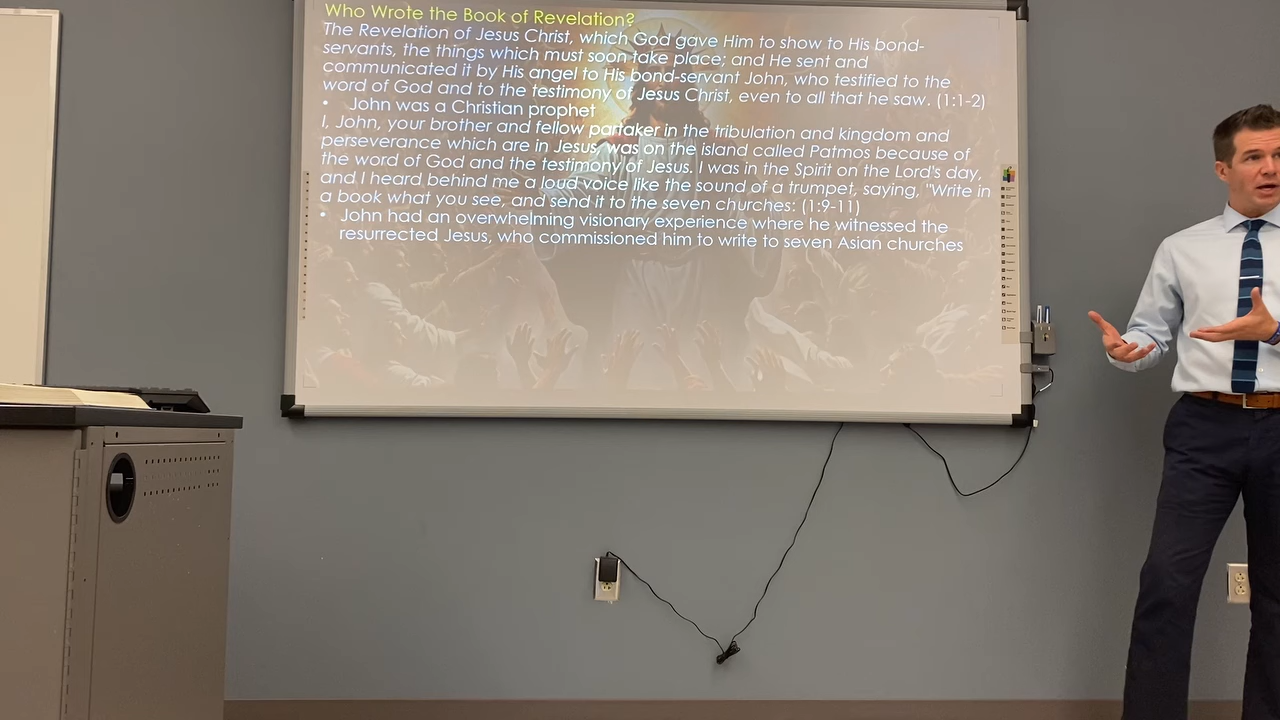 Who Wrote the Book of Revelation?
The Revelation of Jesus Christ, which God gave Him to show to His bond-
servants, the things which must soon take place; and He sent and
communicated it by His angel to His bond-servant John, who testified to the
word of God and to the testimony of Jesus Christ, even to all that he saw. (1:1-2)
• John was a Christian prophet
I, John, your brother and fellow partaker in the tribulation and kingdom and
perseverance which are in Jesus, was on the island called Patmos because of
the word of God and the testimony of Jesus. I was in the Spirit on the Lord's day,
and I heard behind me a loud voice like the sound of a trumpet, saying, "Write in
a book what you see, and send it to the seven churches: (1:9-11)
• John had an overwhelming visionary experience where he witnessed the
resurrected Jesus, who commissioned him to write to seven Asian churches